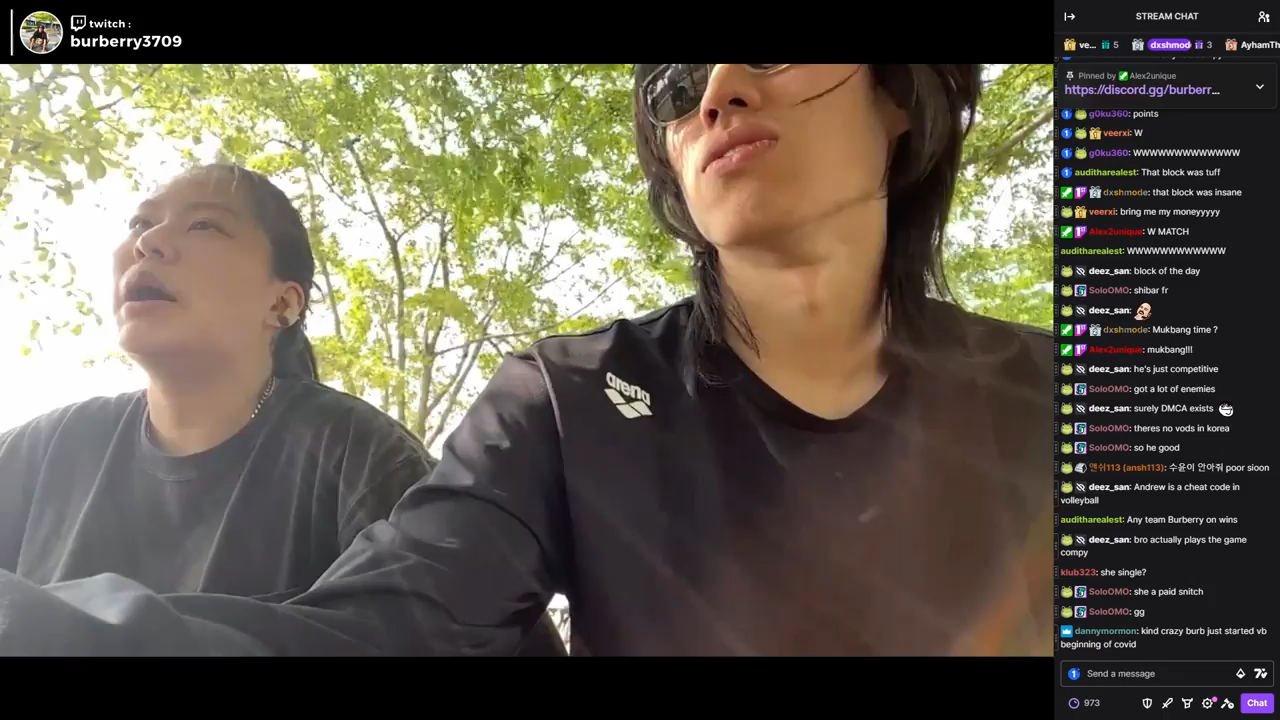 twitch :
burberry3709
arena
STREAM CHAT
ve... 5 dxshmod 3 AyhamTh
Pinned by Alex2unique
https://discord.gg/burberr...
g0ku360: points
veerxi: W
g0ku360: WWWWWWWWWWWWW
auditharealest: That block was tuff
dxshmode: that block was insane
veerxi: bring me my moneyyyyy
Alex2unique: W MATCH
auditharealest: WWWWWWWWWWWW
deez_san: block of the day
SoloOMO: shibar fr
deez_san:
dxshmode: Mukbang time ?
Alex2unique: mukbang!!!
deez_san: he's just competitive
SoloOMO: got a lot of enemies
deez_san: surely DMCA exists
SoloOMO: theres no vods in korea
SoloOMO: so he good
맨쉬113 (ansh113): 수윤이 안아줘 poor sioon
deez_san: Andrew is a cheat code in
volleyball
auditharealest: Any team Burberry on wins
deez_san: bro actually plays the game
compy
klub323: she single?
SoloOMO: she a paid snitch
SoloOMO: gg
dannymormon: kind crazy burb just started vb
beginning of covid
Send a message
973
Chat